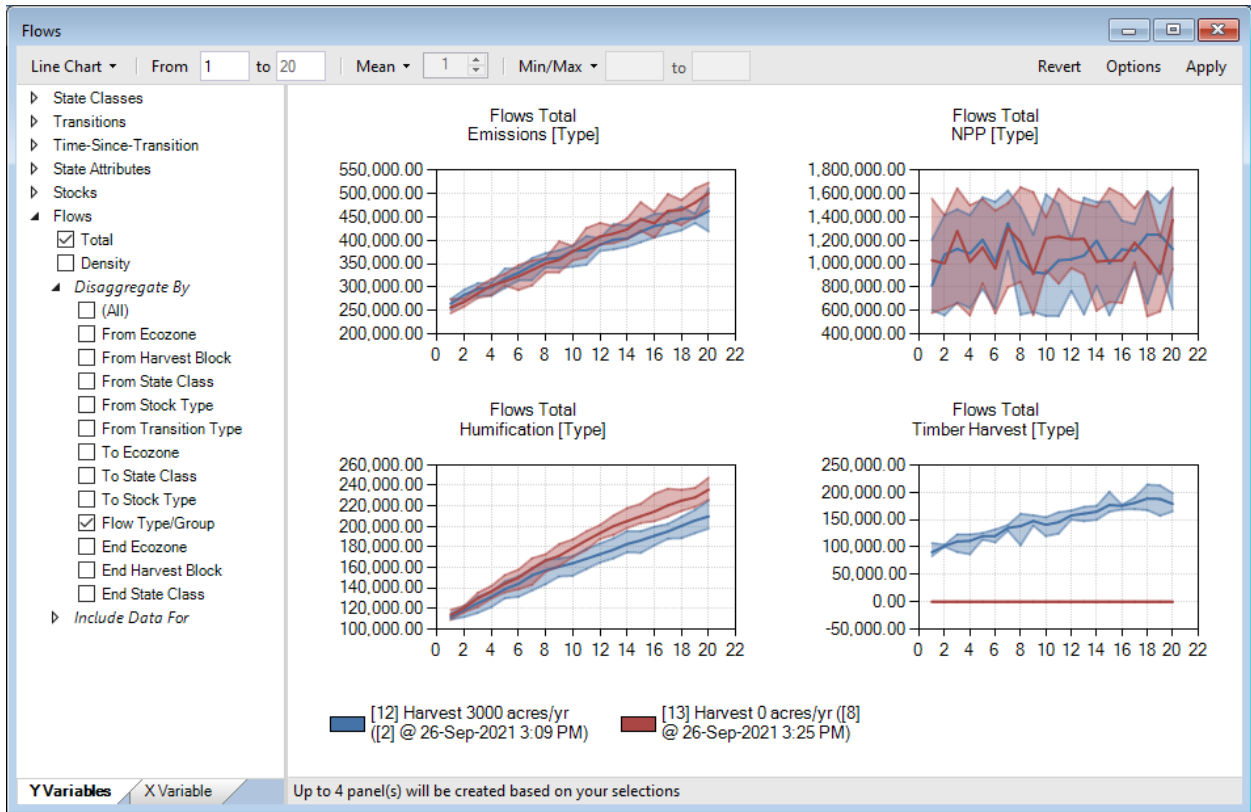 Flows
Line Chart From 1 to 20 Mean 1 Min/Max to Revert Options Apply
State Classes
Transitions
Time-Since-Transition
State Attributes
Stocks
Flows
Total
Density
Disaggregate By
(All)
From Ecozone
From Harvest Block
From State Class
From Stock Type
From Transition Type
To Ecozone
To State Class
To Stock Type
Flow Type/Group
End Ecozone
End Harvest Block
End State Class
Include Data For
Y Variables X Variable
Flows Total
Emissions [Type]
550,000.00
500,000.00
450,000.00
400,000.00
350,000.00
300,000.00
250,000.00
200,000.00
0 2 4 6 8 10 12 14 16 18 20 22
Flows Total
NPP [Type]
1,800,000.00
1,600,000.00
1,400,000.00
1,200,000.00
1,000,000.00
800,000.00
600,000.00
400,000.00
0 2 4 6 8 10 12 14 16 18 20 22
Flows Total
Humification [Type]
260,000.00
240,000.00
220,000.00
200,000.00
180,000.00
160,000.00
140,000.00
120,000.00
100,000.00
0 2 4 6 8 10 12 14 16 18 20 22
Flows Total
Timber Harvest [Type]
250,000.00
200,000.00
150,000.00
100,000.00
50,000.00
0.00
-50,000.00
0 2 4 6 8 10 12 14 16 18 20 22
[12] Harvest 3000 acres/yr
([2] @ 26-Sep-2021 3:09 PM)
[13] Harvest 0 acres/yr ([8]
@ 26-Sep-2021 3:25 PM)
Up to 4 panel(s) will be created based on your selections